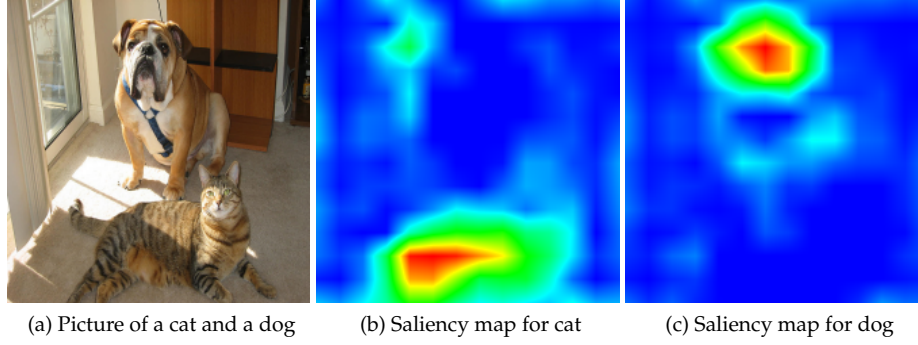 (a) Picture of a cat and a dog
(b) Saliency map for cat
(c) Saliency map for dog